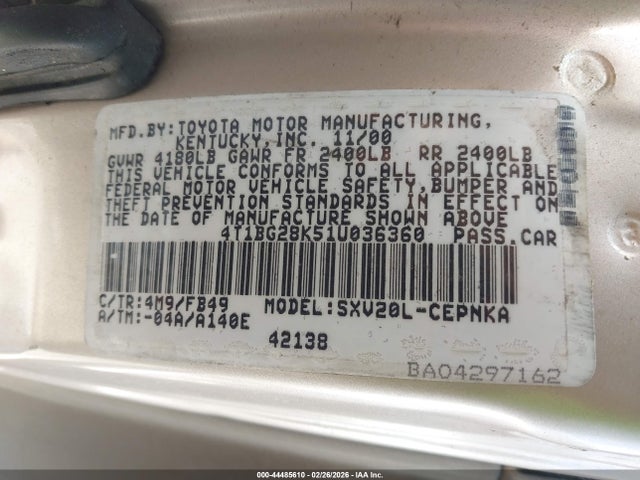 MFD.BY:TOYOTA MOTOR MANUFACTURING,
KENTUCKY,INC. 11/00
GVWR 4180LB GAWR FR 2400LB RR 2400LB
THIS VEHICLE CONFORMS TO ALL APPLICABLE
FEDERAL MOTOR VEHICLE SAFETY,BUMPER AND
THEFT PREVENTION STANDARDS IN EFFECT ON
THE DATE OF MANUFACTURE SHOWN ABOVE
4T1BG28K51U036360 PASS.CAR
C/TR:4M9/FB49 MODEL:SXV20L-CEPNKA
A/TM:-04A/A140E
42138
BA04297162
000-44485610 02/26/2026 - IAA Inc.